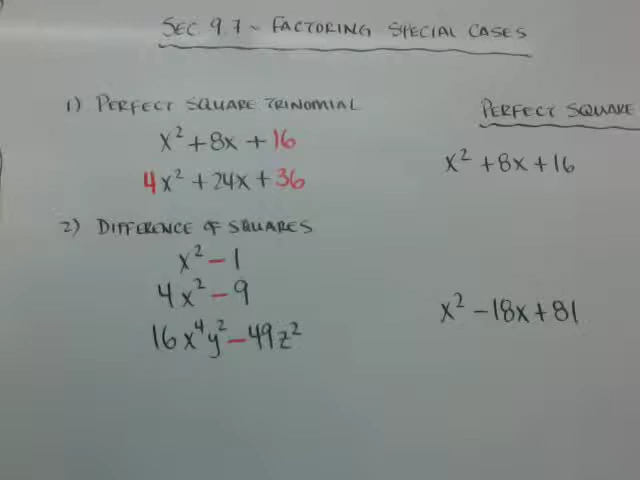 SEC 9.7 ~ FACTORING SPECIAL CASES
1) PERFECT SQUARE TRINOMIAL
x² + 8x + 16
4x² + 24x + 36
2) DIFFERENCE OF SQUARES
x² - 1
4x² - 9
16x⁴y² - 49z²
PERFECT SQUARE
x² + 8x + 16
x² - 18x + 81